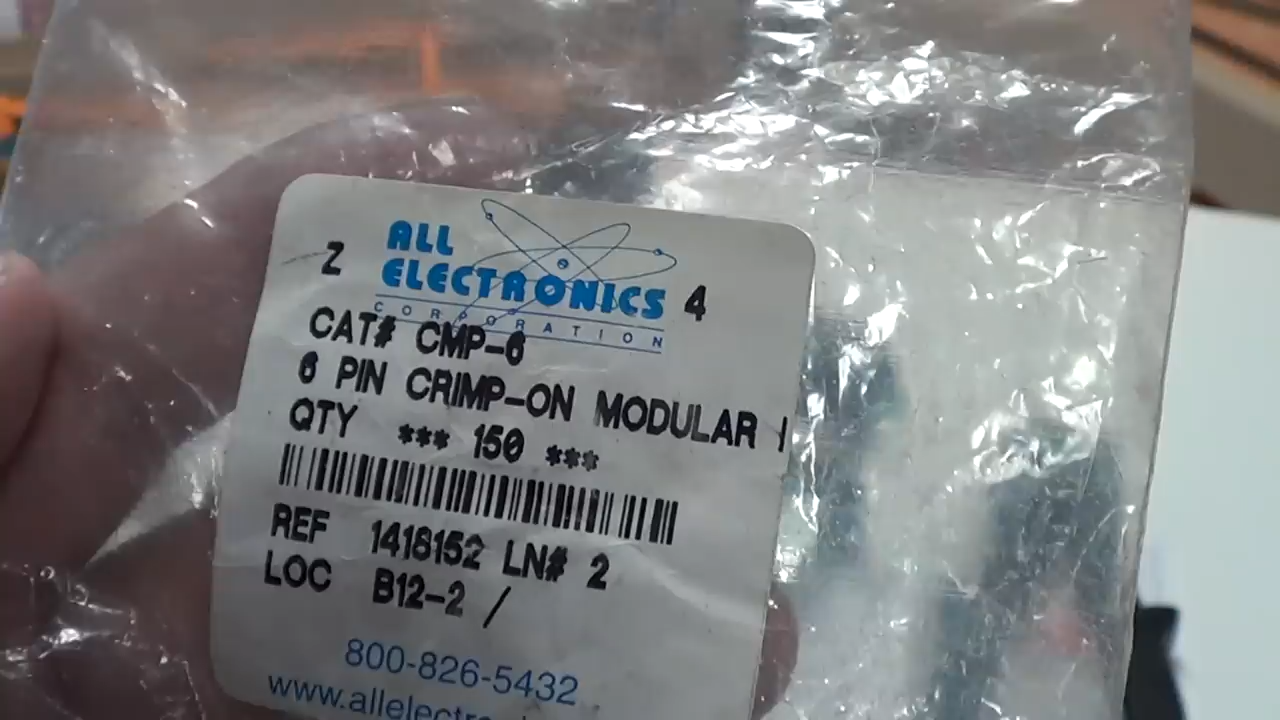 Z
ALL
ELECTRONICS 4
CORPORATION
CAT# CMP-6
6 PIN CRIMP-ON MODULAR
QTY *** 150 ***
REF 1418152 LN# 2
LOC B12-2 /
800-826-5432